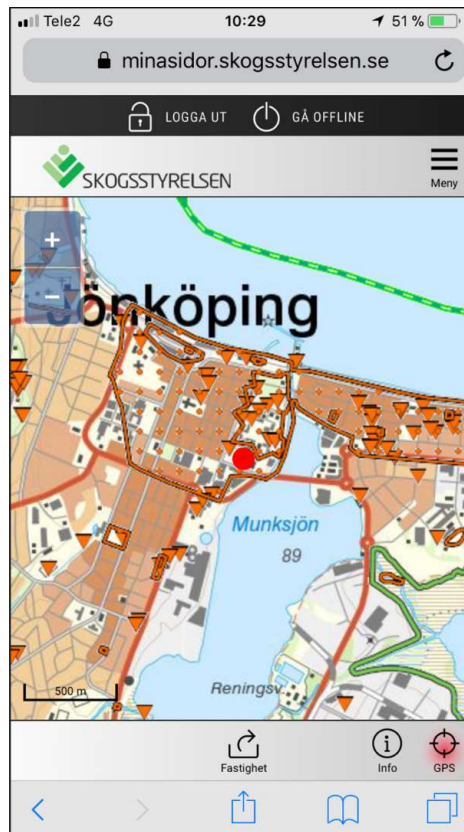 Tele2 4G 10:29 51 %
minasidor.skogsstyrelsen.se
LOGGA UT GÅ OFFLINE
SKOGSSTYRELSEN
Meny
+
−
Jönköping
Munksjön
89
500 m
Reningsv.
Fastighet
Info
GPS